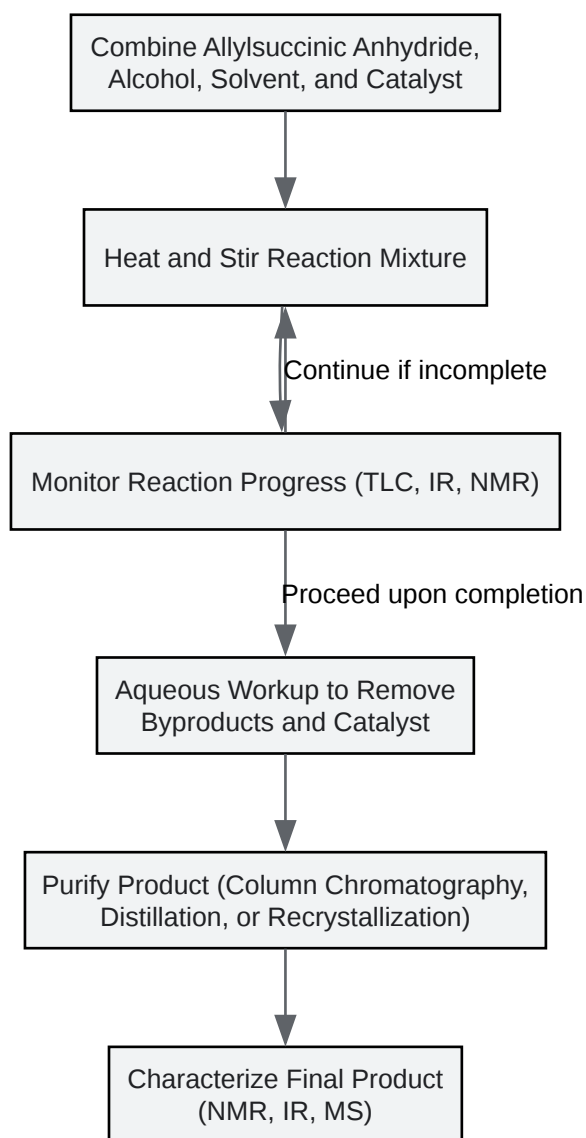 Combine Allylsuccinic Anhydride,
Alcohol, Solvent, and Catalyst
Heat and Stir Reaction Mixture
Continue if incomplete
Monitor Reaction Progress (TLC, IR, NMR)
Proceed upon completion
Aqueous Workup to Remove
Byproducts and Catalyst
Purify Product (Column Chromatography,
Distillation, or Recrystallization)
Characterize Final Product
(NMR, IR, MS)